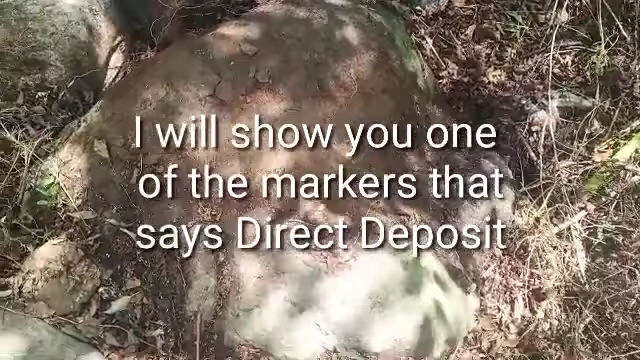 I will show you one
of the markers that
says Direct Deposit